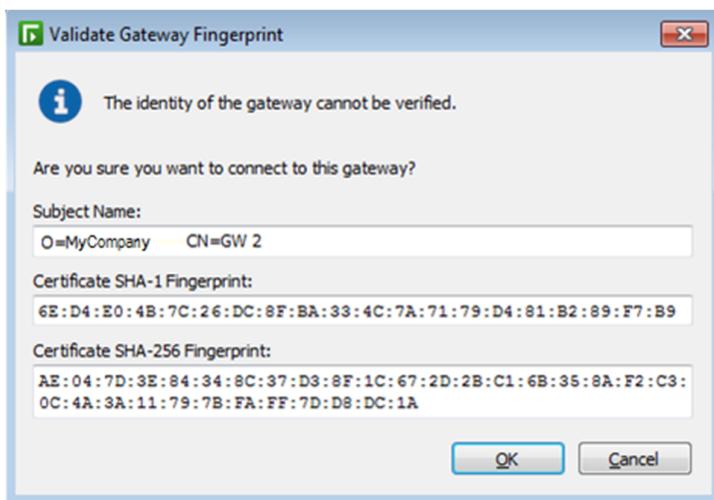 Validate Gateway Fingerprint
The identity of the gateway cannot be verified.
Are you sure you want to connect to this gateway?
Subject Name:
O=MyCompany CN=GW 2
Certificate SHA-1 Fingerprint:
6E:D4:E0:4B:7C:26:DC:8F:BA:33:4C:7A:71:79:D4:81:B2:89:F7:B9
Certificate SHA-256 Fingerprint:
AE:04:7D:3E:84:34:8C:37:D3:8F:1C:67:2D:2B:C1:6B:35:8A:F2:C3:
0C:4A:3A:11:79:7B:FA:FF:7D:D8:DC:1A
OK Cancel